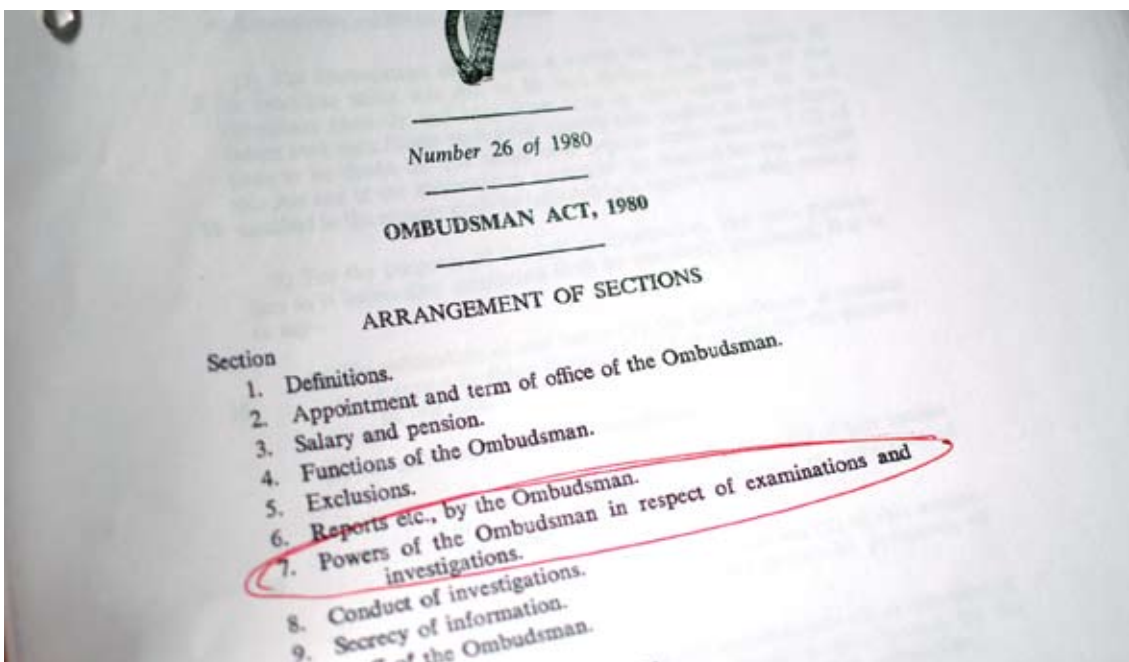 Number 26 of 1980
OMBUDSMAN ACT, 1980
ARRANGEMENT OF SECTIONS
Section
1. Definitions.
2. Appointment and term of office of the Ombudsman.
3. Salary and pension.
4. Functions of the Ombudsman.
5. Exclusions.
6. Reports etc., by the Ombudsman.
7. Powers of the Ombudsman in respect of examinations and
investigations.
8. Conduct of investigations.
9. Secrecy of information.
of the Ombudsman.